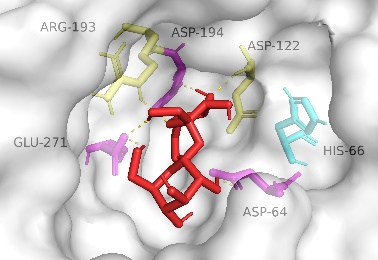 ARG-193
ASP-194
ASP-122
GLU-271
HIS-66
ASP-64